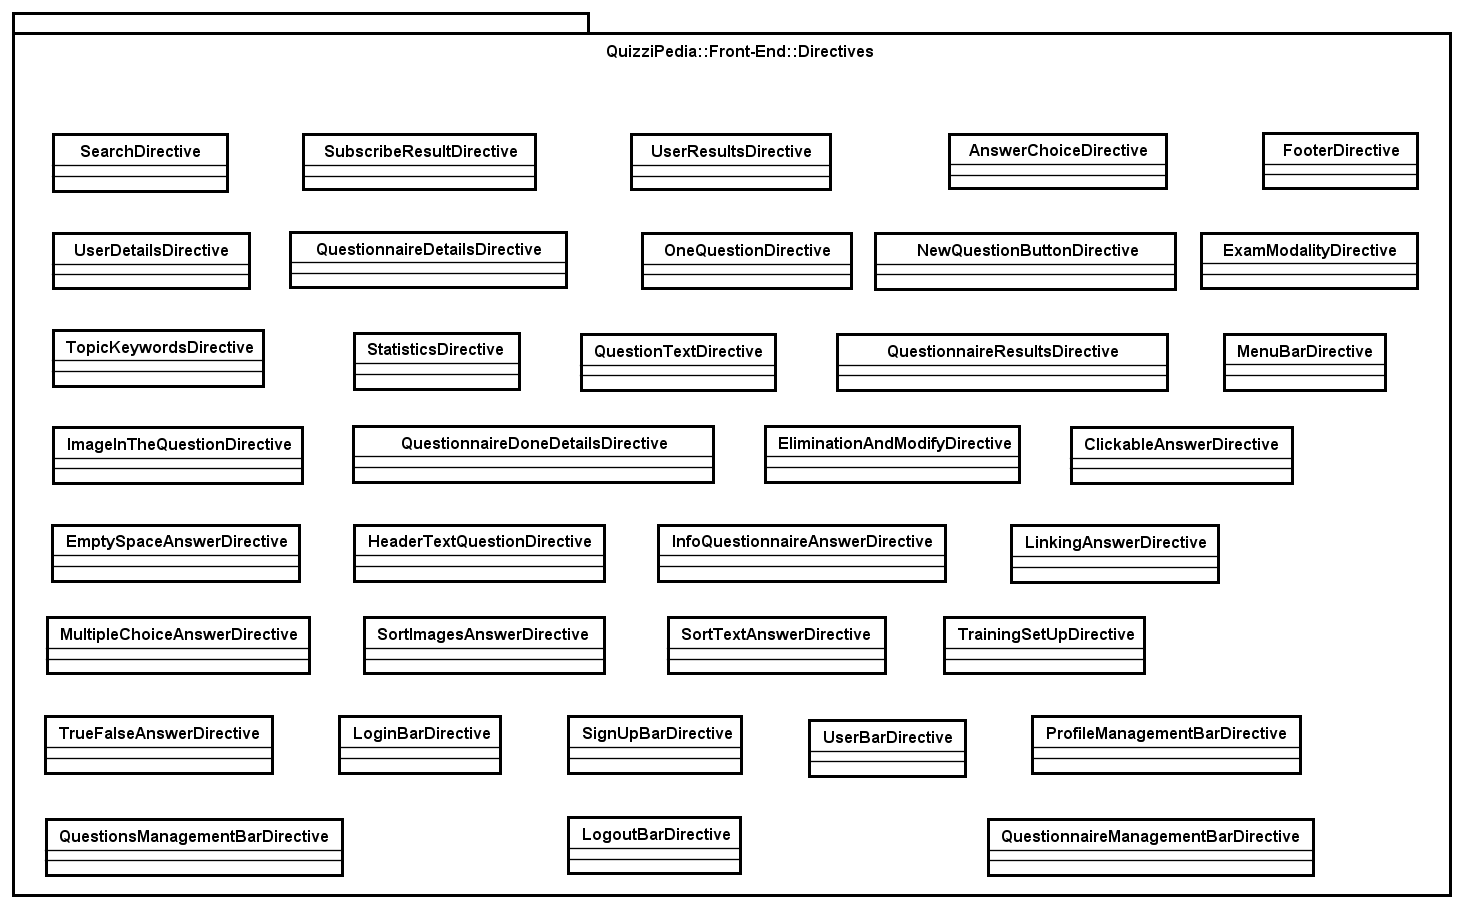 QuizziPedia::Front-End::Directives
SearchDirective
SubscribeResultDirective
UserResultsDirective
AnswerChoiceDirective
FooterDirective
UserDetailsDirective
QuestionnaireDetailsDirective
OneQuestionDirective
NewQuestionButtonDirective
ExamModalityDirective
TopicKeywordsDirective
StatisticsDirective
QuestionTextDirective
QuestionnaireResultsDirective
MenuBarDirective
ImageInTheQuestionDirective
QuestionnaireDoneDetailsDirective
EliminationAndModifyDirective
ClickableAnswerDirective
EmptySpaceAnswerDirective
HeaderTextQuestionDirective
InfoQuestionnaireAnswerDirective
LinkingAnswerDirective
MultipleChoiceAnswerDirective
SortImagesAnswerDirective
SortTextAnswerDirective
TrainingSetUpDirective
TrueFalseAnswerDirective
LoginBarDirective
SignUpBarDirective
UserBarDirective
ProfileManagementBarDirective
QuestionsManagementBarDirective
LogoutBarDirective
QuestionnaireManagementBarDirective